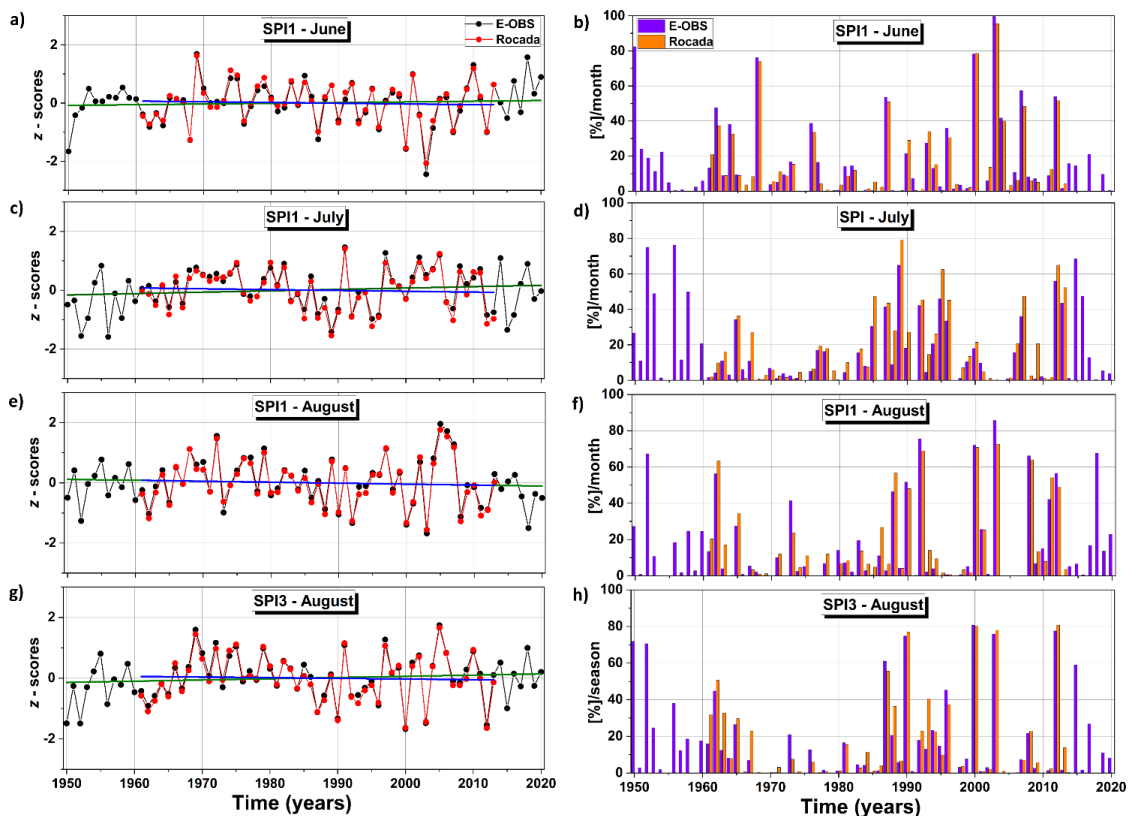 a)
SPI1 - June
E-OBS
Rocada
z - scores
2
0
-2
b)
E-OBS
Rocada
SPI1 - June
[%]/month
100
80
60
40
20
0
c)
SPI1 - July
z - scores
2
0
-2
d)
SPI - July
[%]/month
100
80
60
40
20
0
e)
SPI1 - August
z - scores
2
0
-2
f)
SPI1 - August
[%]/month
100
80
60
40
20
0
g)
SPI3 - August
z - scores
2
0
-2
1950 1960 1970 1980 1990 2000 2010 2020
Time (years)
h)
SPI3 - August
[%]/season
100
80
60
40
20
0
1950 1960 1970 1980 1990 2000 2010 2020
Time (years)